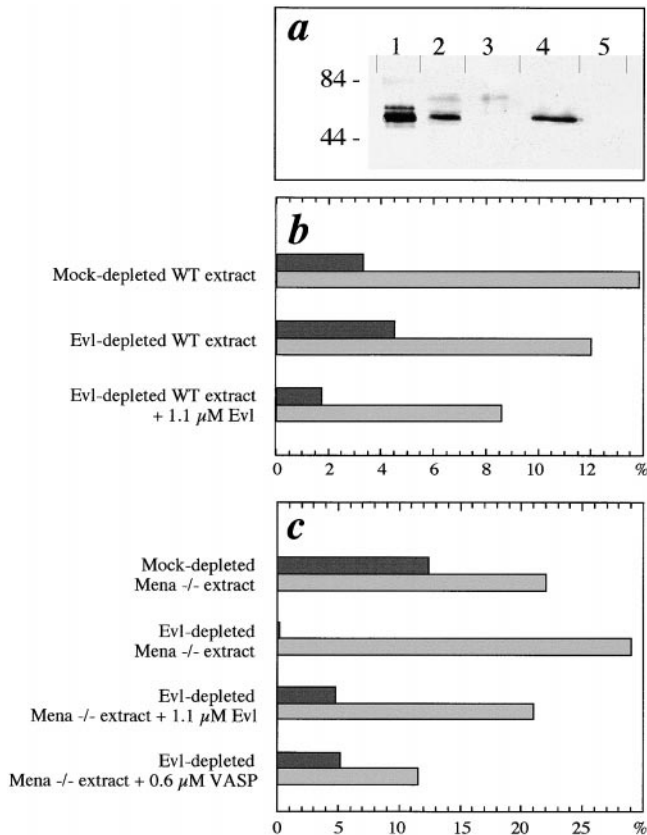 a
1 2 3 4 5
84 -
44 -
b
Mock-depleted WT extract
Evl-depleted WT extract
Evl-depleted WT extract
+ 1.1 µM Evl
0 2 4 6 8 10 12 %
c
Mock-depleted
Mena -/- extract
Evl-depleted
Mena -/- extract
Evl-depleted
Mena -/- extract + 1.1 µM Evl
Evl-depleted
Mena -/- extract + 0.6 µM VASP
0 5 10 15 20 25 %